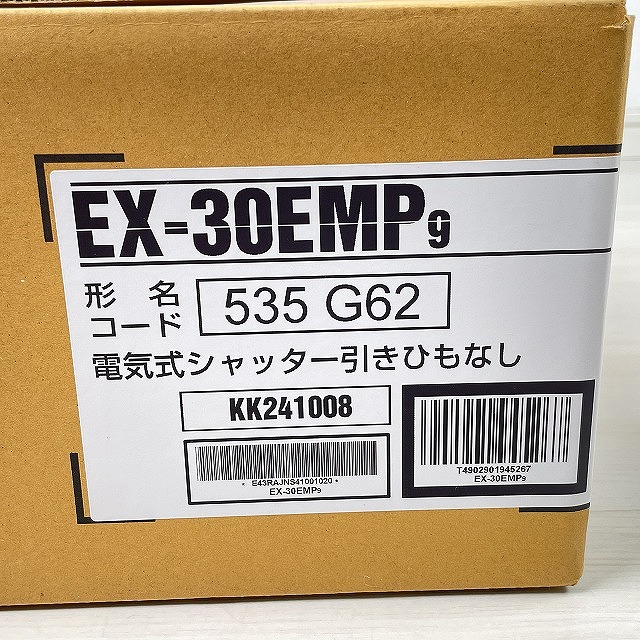 EX-30EMP9
形 名
コード
535 G62
電気式シャッター引きひもなし
KK241008
* E43RAJNS41001020 *
EX-30EMP9
T4902901945267
EX-30EMP9